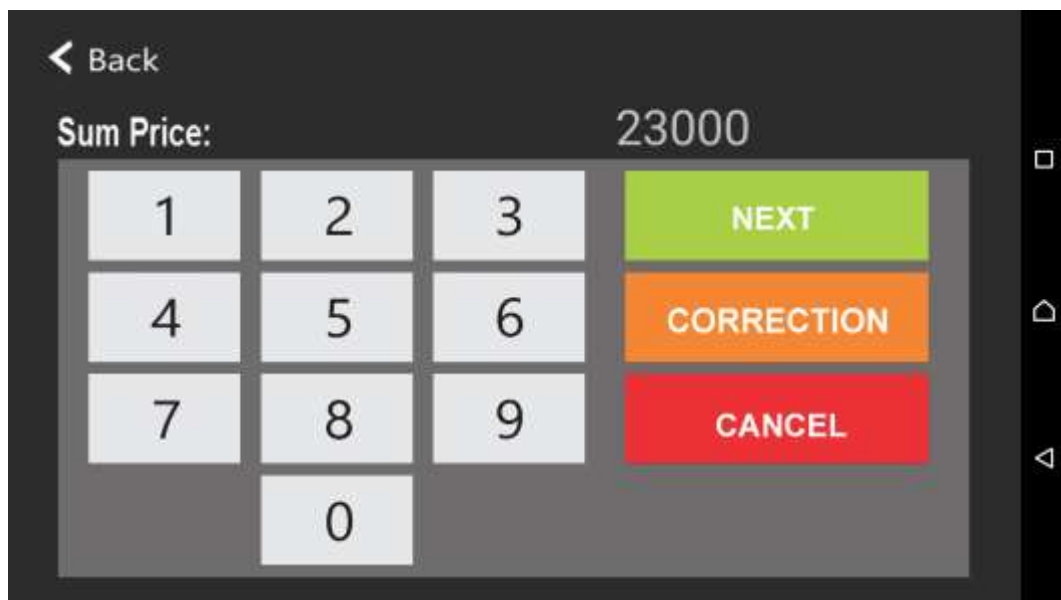 Back
Sum Price: 23000
1 2 3 NEXT
4 5 6 CORRECTION
7 8 9 CANCEL
0